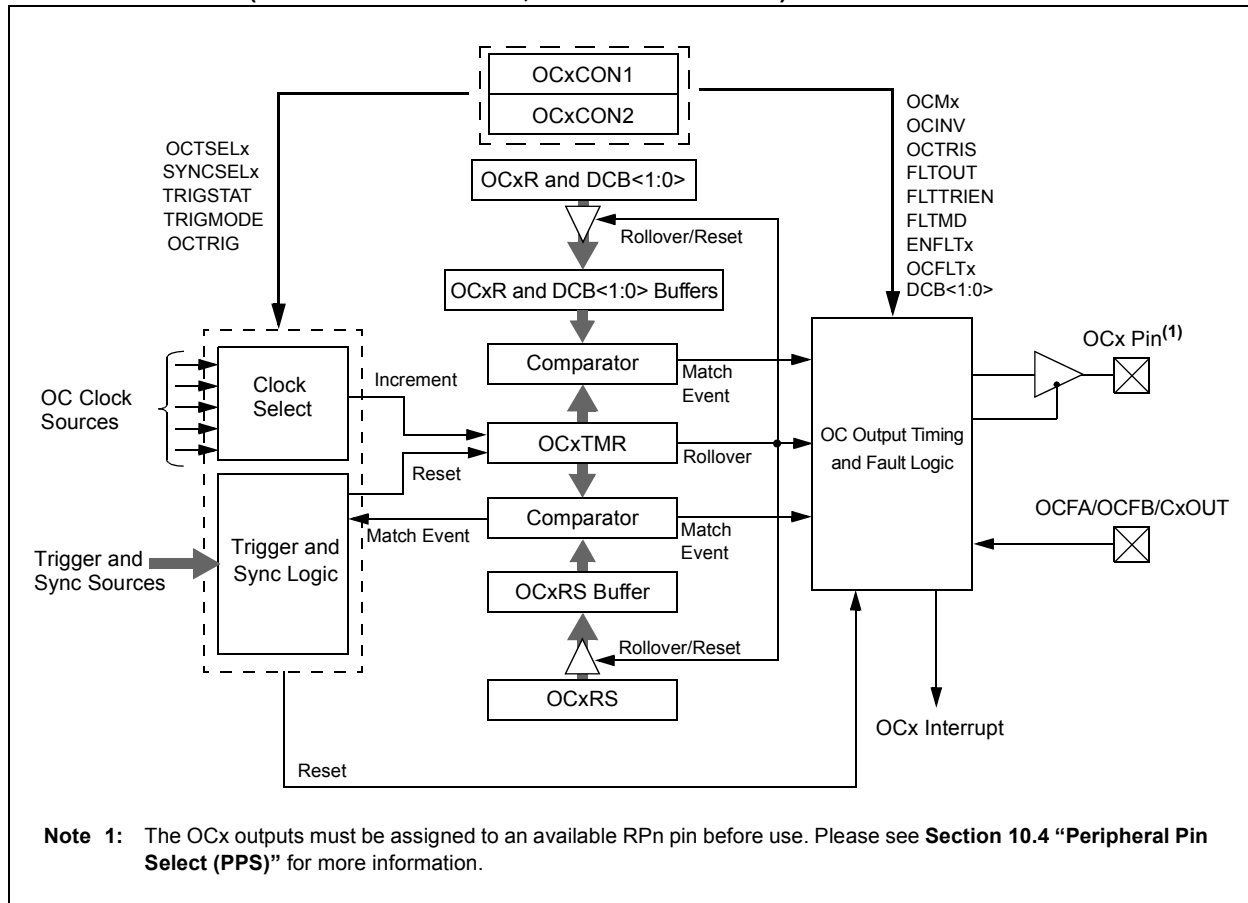 OCxCON1
OCxCON2
OCTSELx
SYNCSELx
TRIGSTAT
TRIGMODE
OCTRIG
OCMx
OCINV
OCTRIS
FLTOUT
FLTTRIEN
FLTMD
ENFLTx
OCFLTx
DCB<1:0>
OCxR and DCB<1:0>
Rollover/Reset
OCxR and DCB<1:0> Buffers
OC Clock
Sources
Clock
Select
Increment
Comparator
Match
Event
OCxTMR
Rollover
Reset
OC Output Timing
and Fault Logic
OCx Pin(1)
Trigger and
Sync Sources
Trigger and
Sync Logic
Match Event
Comparator
Match
Event
OCFA/OCFB/CxOUT
OCxRS Buffer
Rollover/Reset
OCxRS
OCx Interrupt
Reset
Note 1: The OCx outputs must be assigned to an available RPn pin before use. Please see Section 10.4 “Peripheral Pin
Select (PPS)” for more information.